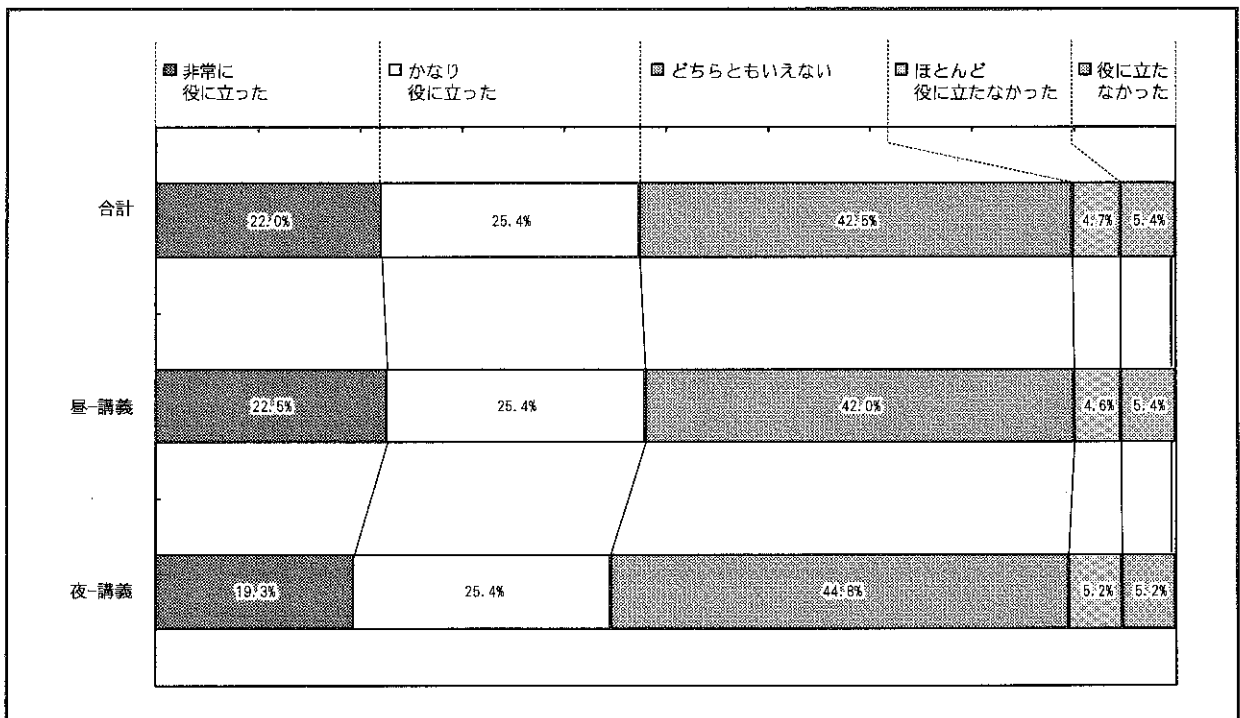 非常に
役に立った
かなり
役に立った
どちらともいえない
ほとんど
役に立たなかった
役に立た
なかった
合計
22.0%
25.4%
42.5%
4.7%
5.4%
昼-講義
22.5%
25.4%
42.0%
4.6%
5.4%
夜-講義
19.3%
25.4%
44.8%
5.2%
5.2%